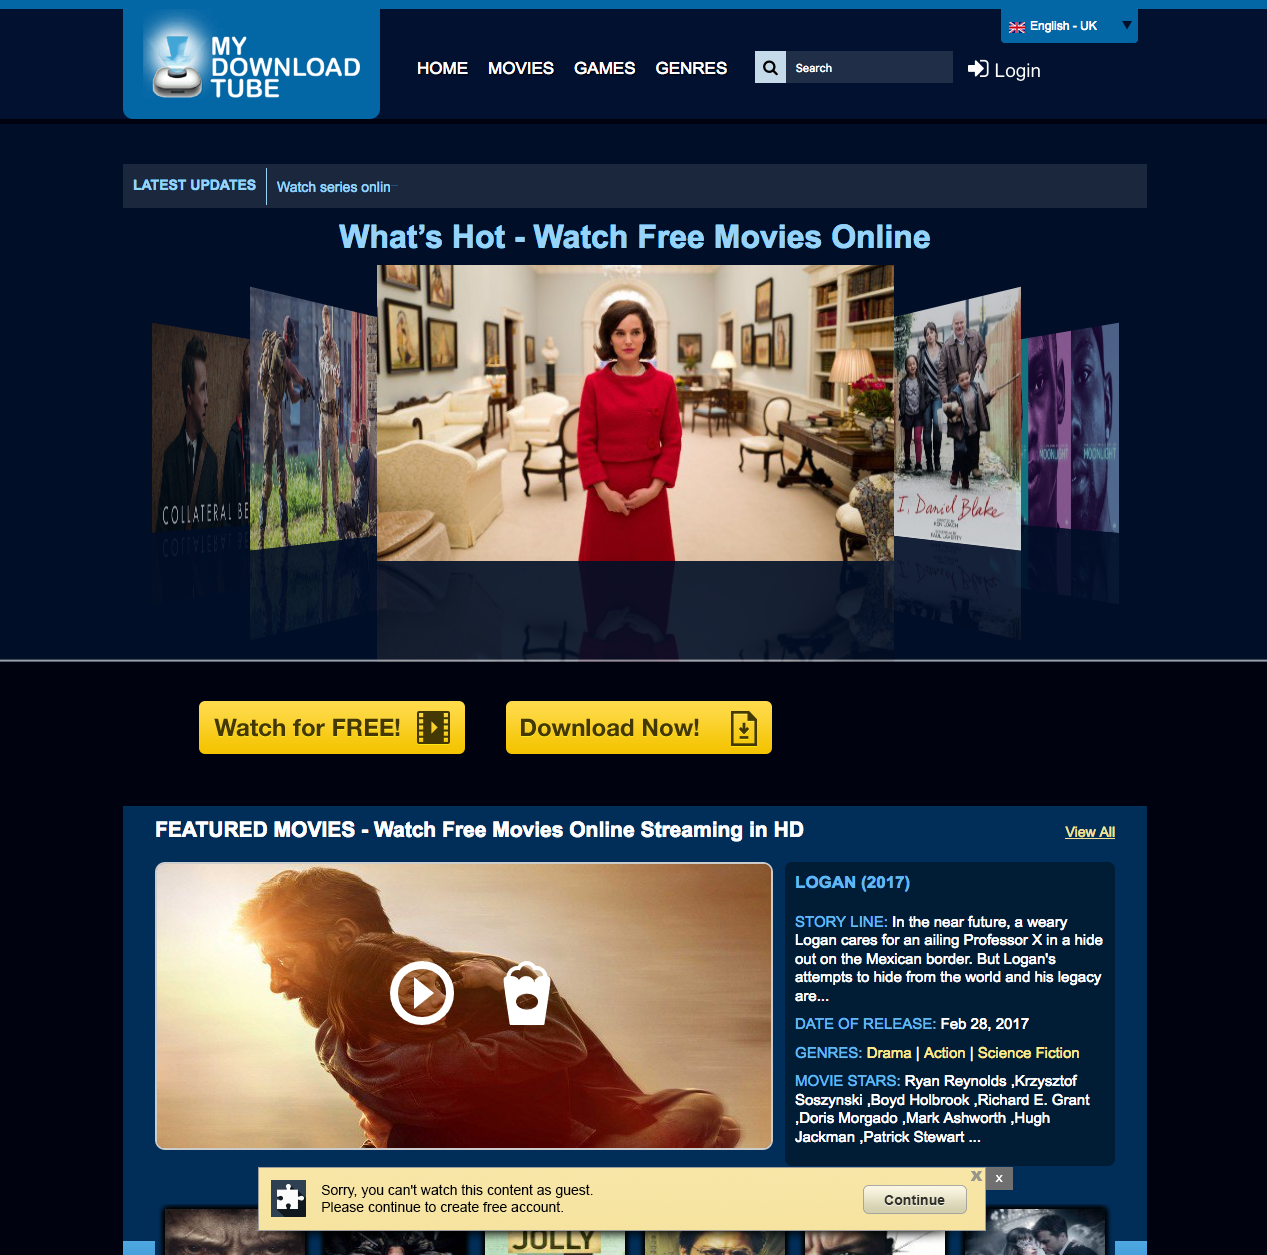 English - UK
MY
DOWNLOAD
TUBE
HOME MOVIES GAMES GENRES
Search
Login
LATEST UPDATES
Watch series onlin
What’s Hot - Watch Free Movies Online
COLLATERAL BE
I, Daniel Blake
MOONLIGHT
MOONLIGHT
Watch for FREE!
Download Now!
FEATURED MOVIES - Watch Free Movies Online Streaming in HD
View All
LOGAN (2017)
STORY LINE: In the near future, a weary
Logan cares for an ailing Professor X in a hide
out on the Mexican border. But Logan's
attempts to hide from the world and his legacy
are...
DATE OF RELEASE: Feb 28, 2017
GENRES: Drama | Action | Science Fiction
MOVIE STARS: Ryan Reynolds ,Krzysztof
Soszynski ,Boyd Holbrook ,Richard E. Grant
,Doris Morgado ,Mark Ashworth ,Hugh
Jackman ,Patrick Stewart ...
Sorry, you can't watch this content as guest.
Please continue to create free account.
Continue
x
x
JOLLY